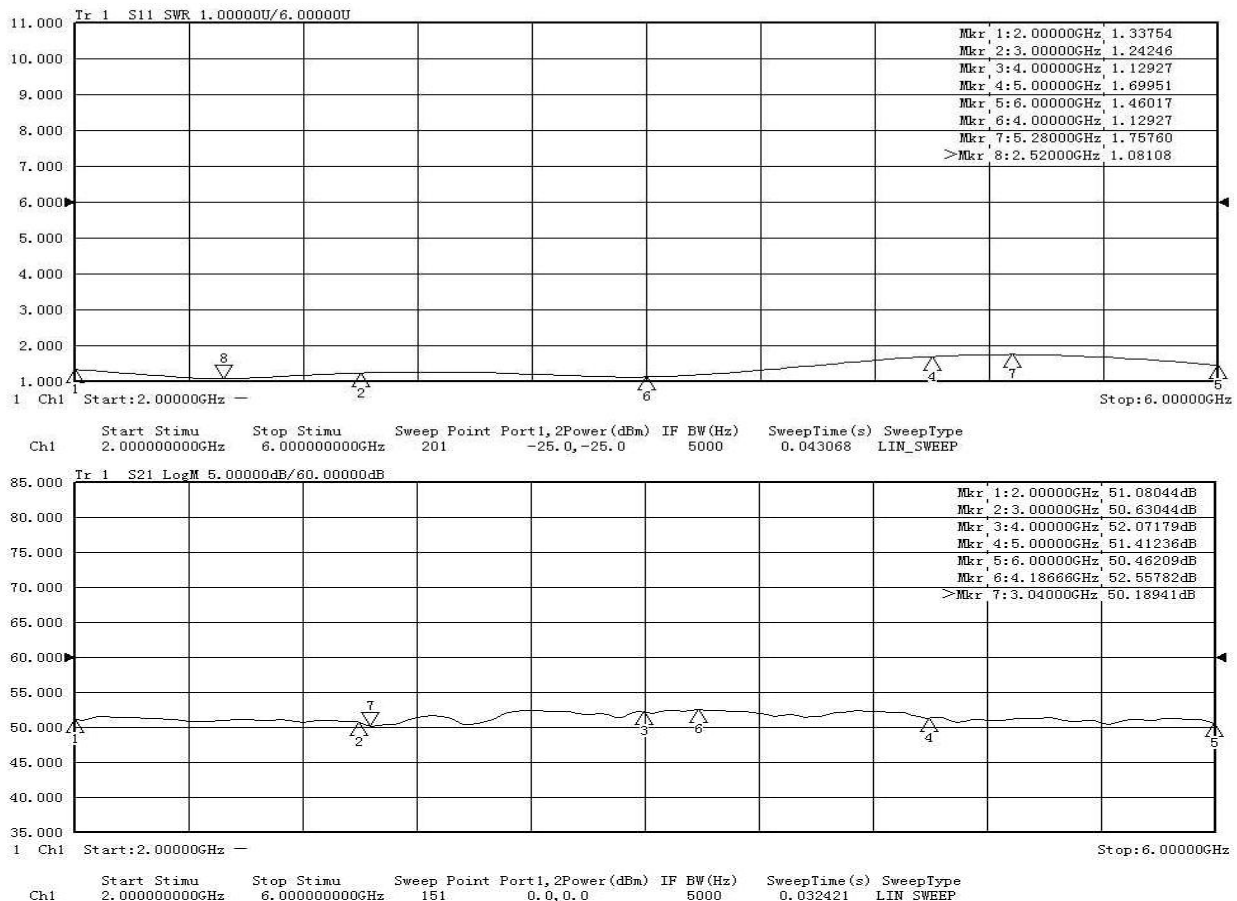 Tr 1 S11 SWR 1.00000U/6.00000U
11.000
10.000
9.000
8.000
7.000
6.000
5.000
4.000
3.000
2.000
1.000
Mkr 1:2.00000GHz 1.33754
Mkr 2:3.00000GHz 1.24246
Mkr 3:4.00000GHz 1.12927
Mkr 4:5.00000GHz 1.69951
Mkr 5:6.00000GHz 1.46017
Mkr 6:4.00000GHz 1.12927
Mkr 7:5.28000GHz 1.75760
>Mkr 8:2.52000GHz 1.08108
1 8 2 6 4 7 5
1 Ch1 Start:2.00000GHz — Stop:6.00000GHz
Start Stimu Stop Stimu Sweep Point Port1,2Power(dBm) IF BW(Hz) SweepTime(s) SweepType
Ch1 2.000000000GHz 6.000000000GHz 201 -25.0,-25.0 5000 0.043068 LIN_SWEEP
Tr 1 S21 LogM 5.00000dB/60.00000dB
85.000
80.000
75.000
70.000
65.000
60.000
55.000
50.000
45.000
40.000
35.000
Mkr 1:2.00000GHz 51.08044dB
Mkr 2:3.00000GHz 50.63044dB
Mkr 3:4.00000GHz 52.07179dB
Mkr 4:5.00000GHz 51.41236dB
Mkr 5:6.00000GHz 50.46209dB
Mkr 6:4.18666GHz 52.55782dB
>Mkr 7:3.04000GHz 50.18941dB
1 2 7 3 6 4 5
1 Ch1 Start:2.00000GHz — Stop:6.00000GHz
Start Stimu Stop Stimu Sweep Point Port1,2Power(dBm) IF BW(Hz) SweepTime(s) SweepType
Ch1 2.000000000GHz 6.000000000GHz 151 0.0,0.0 5000 0.032421 LIN_SWEEP